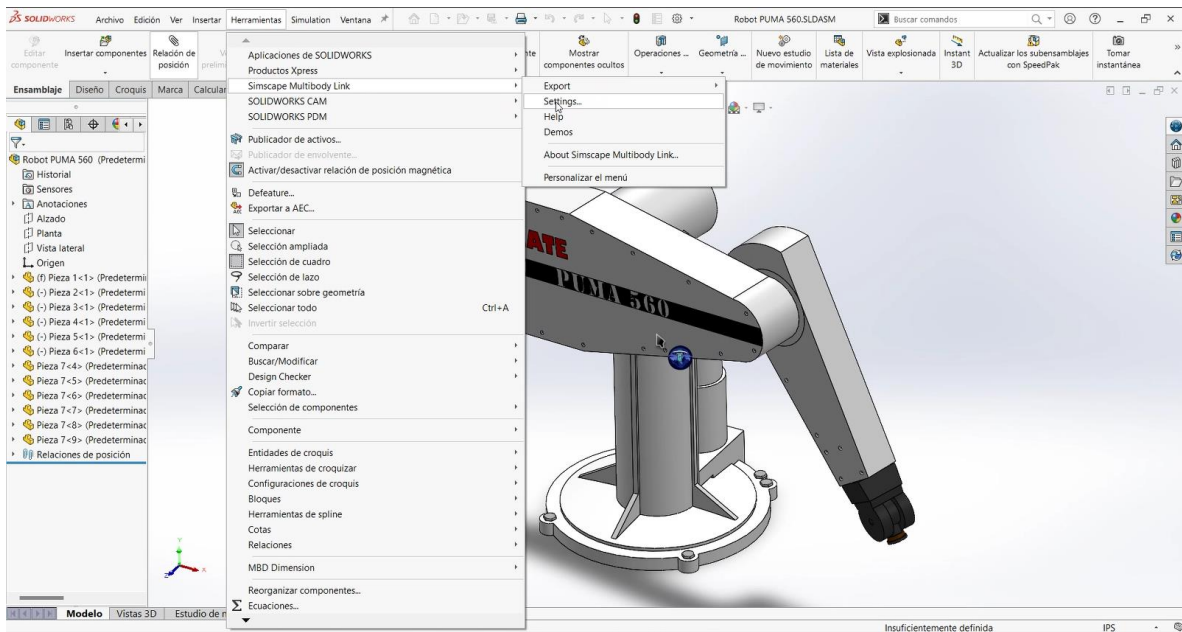 SOLIDWORKS Archivo Edición Ver Insertar Herramientas Simulation Ventana Robot PUMA 560.SLDASM Buscar comandos
Editar componente
Insertar componentes
Relación de posición
Mostrar componentes ocultos
Operaciones ...
Geometría ...
Nuevo estudio de movimiento
Lista de materiales
Vista explosionada
Instant 3D
Actualizar los subensamblajes con SpeedPak
Tomar instantánea
Ensamblaje Diseño Croquis Marca Calcular
Robot PUMA 560 (Predetermi
Historial
Sensores
Anotaciones
Alzado
Planta
Vista lateral
Origen
(f) Pieza 1<1> (Predetermi
(-) Pieza 2<1> (Predetermi
(-) Pieza 3<1> (Predetermi
(-) Pieza 4<1> (Predetermi
(-) Pieza 5<1> (Predetermi
(-) Pieza 6<1> (Predetermi
Pieza 7<4> (Predeterminac
Pieza 7<5> (Predeterminac
Pieza 7<6> (Predeterminac
Pieza 7<7> (Predeterminac
Pieza 7<8> (Predeterminac
Pieza 7<9> (Predeterminac
Relaciones de posición
Aplicaciones de SOLIDWORKS
Productos Xpress
Simscape Multibody Link
SOLIDWORKS CAM
SOLIDWORKS PDM
Publicador de activos...
Publicador de envolvente...
Activar/desactivar relación de posición magnética
Defeature...
Exportar a AEC...
Seleccionar
Selección ampliada
Selección de cuadro
Selección de lazo
Seleccionar sobre geometría
Seleccionar todo Ctrl+A
Invertir selección
Comparar
Buscar/Modificar
Design Checker
Copiar formato...
Selección de componentes
Componente
Entidades de croquis
Herramientas de croquizar
Configuraciones de croquis
Bloques
Herramientas de spline
Cotas
Relaciones
MBD Dimension
Reorganizar componentes...
Ecuaciones...
Export
Settings...
Help
Demos
About Simscape Multibody Link...
Personalizar el menú
ATE
PUMA 560
Y
X
Z
Modelo Vistas 3D Estudio de
Insuficientemente definida IPS